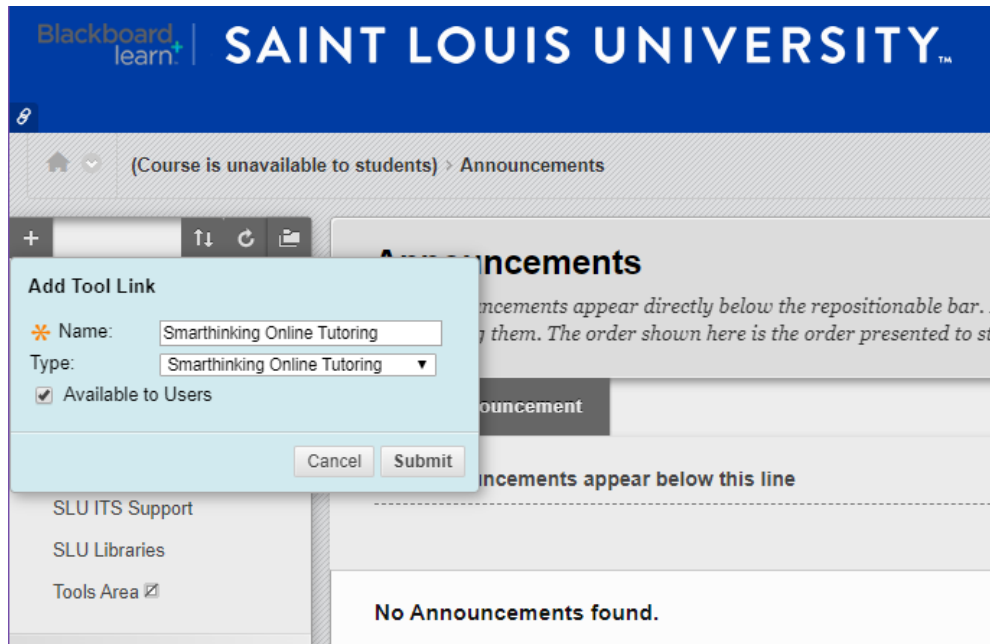 Blackboard
learn+
SAINT LOUIS UNIVERSITY™
(Course is unavailable to students) > Announcements
Add Tool Link
Name: Smarthinking Online Tutoring
Type: Smarthinking Online Tutoring
Available to Users
Cancel Submit
ncements
ncements appear directly below the repositionable bar.
them. The order shown here is the order presented to
ouncement
ncements appear below this line
SLU ITS Support
SLU Libraries
Tools Area
No Announcements found.